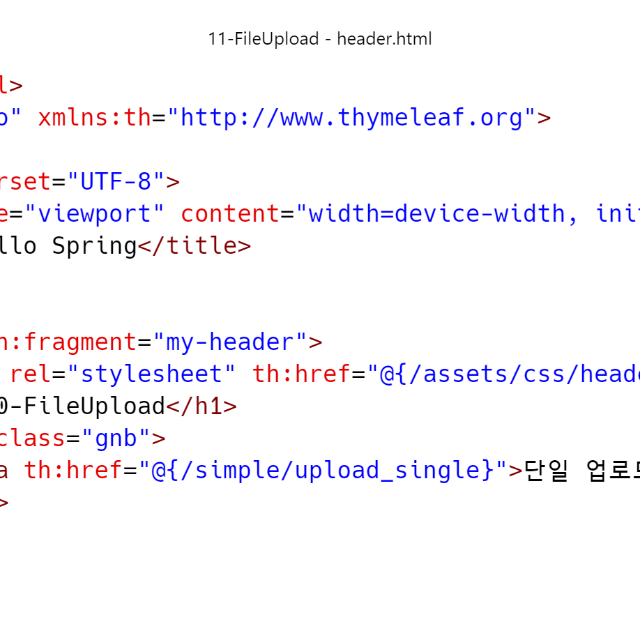 11-FileUpload - header.html
l>
o" xmlns:th="http://www.thymeleaf.org">
rset="UTF-8">
e="viewport" content="width=device-width, init
llo Spring</title>
h:fragment="my-header">
rel="stylesheet" th:href="@{/assets/css/heade
0-FileUpload</h1>
class="gnb">
a th:href="@{/simple/upload_single}">단일 업로드
>